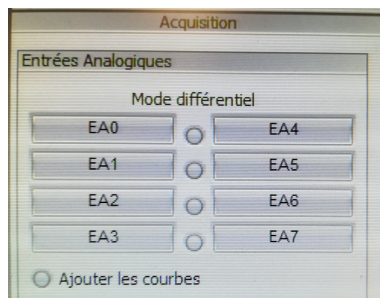 Acquisition
Entrées Analogiques
Mode différentiel
EA0 EA4
EA1 EA5
EA2 EA6
EA3 EA7
Ajouter les courbes